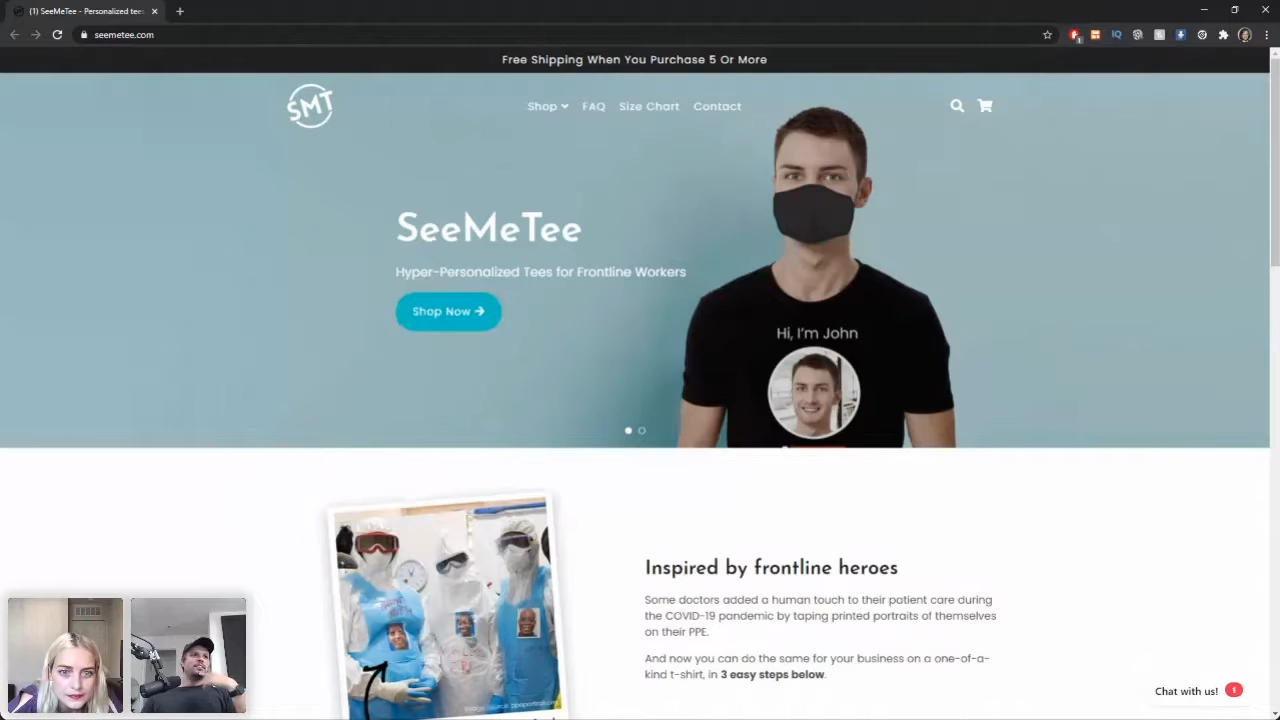 (1) SeeMeTee - Personalized tees
seemetee.com
Free Shipping When You Purchase 5 Or More
SMT
Shop
FAQ
Size Chart
Contact
SeeMeTee
Hyper-Personalized Tees for Frontline Workers
Shop Now
Hi, I'm John
Inspired by frontline heroes
Some doctors added a human touch to their patient care during
the COVID-19 pandemic by taping printed portraits of themselves
on their PPE.
And now you can do the same for your business on a one-of-a-
kind t-shirt, in 3 easy steps below.
Chat with us!
1